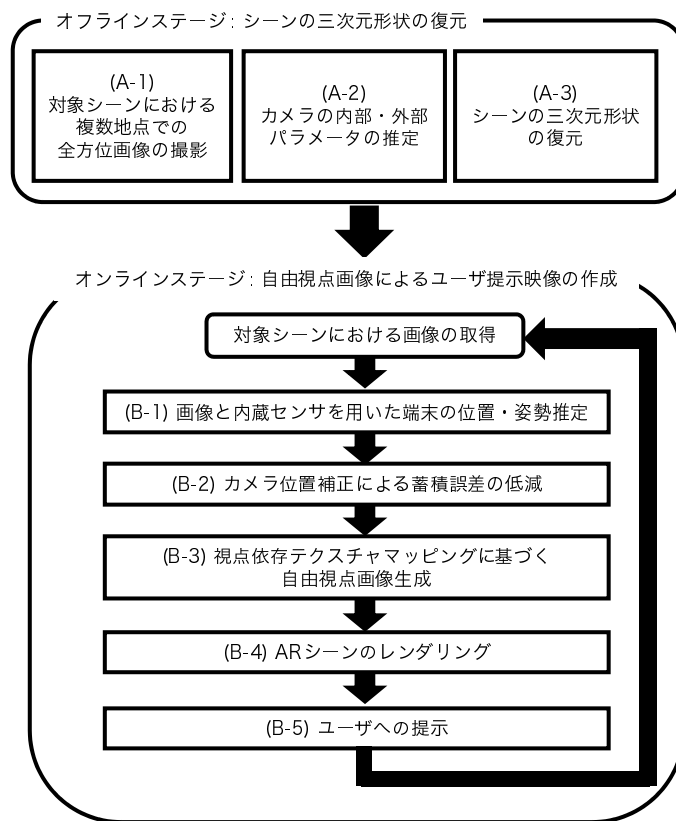 オフラインステージ: シーンの三次元形状の復元
(A-1)
対象シーンにおける
複数地点での
全方位画像の撮影
(A-2)
カメラの内部・外部
パラメータの推定
(A-3)
シーンの三次元形状
の復元
オンラインステージ: 自由視点画像によるユーザ提示映像の作成
対象シーンにおける画像の取得
(B-1) 画像と内蔵センサを用いた端末の位置・姿勢推定
(B-2) カメラ位置補正による蓄積誤差の低減
(B-3) 視点依存テクスチャマッピングに基づく
自由視点画像生成
(B-4) ARシーンのレンダリング
(B-5) ユーザへの提示